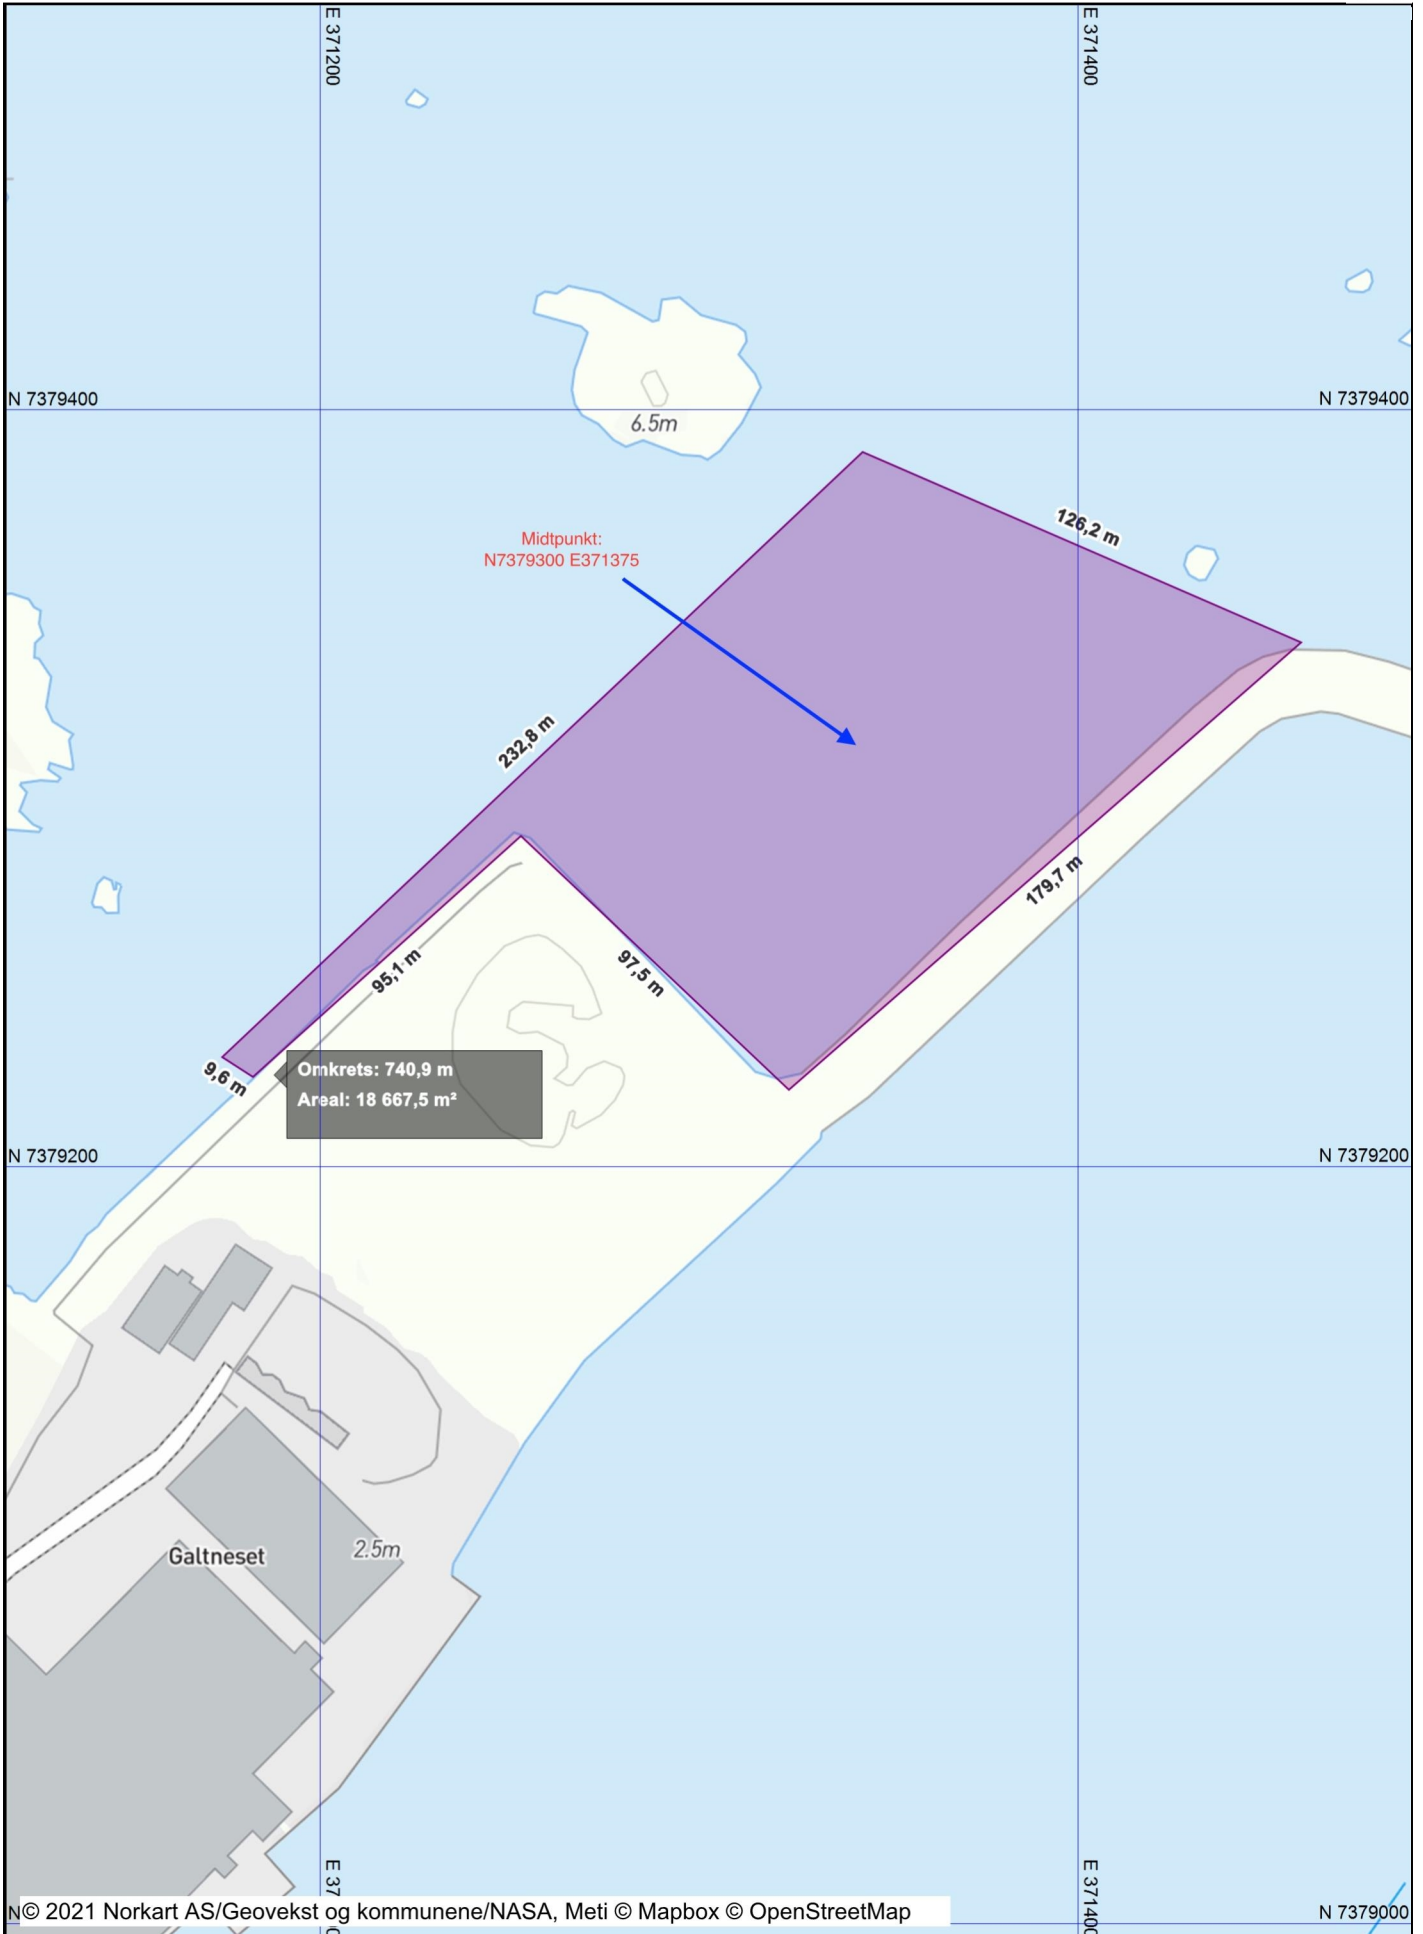 E 371200
E 371400
N 7379400
N 7379400
6.5m
126,2 m
Midtpunkt:
N7379300 E371375
232,8 m
179,7 m
95,1 m
97,5 m
9,6 m
Omkrets: 740,9 m
Areal: 18 667,5 m²
N 7379200
N 7379200
Galtneset
2.5m
E 371400
© 2021 Norkart AS/Geovekst og kommunene/NASA, Meti © Mapbox © OpenStreetMap
N 7379000